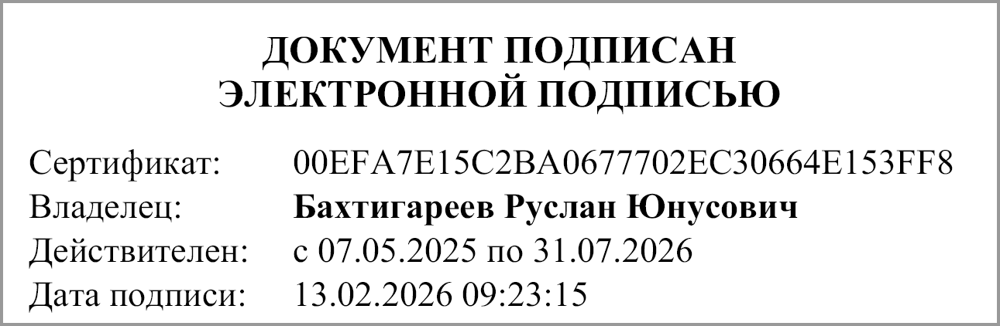 ДОКУМЕНТ ПОДПИСАН
ЭЛЕКТРОННОЙ ПОДПИСЬЮ
Сертификат: 00EFA7E15C2BA0677702EC30664E153FF8
Владелец: Бахтигареев Руслан Юнусович
Действителен: с 07.05.2025 по 31.07.2026
Дата подписи: 13.02.2026 09:23:15